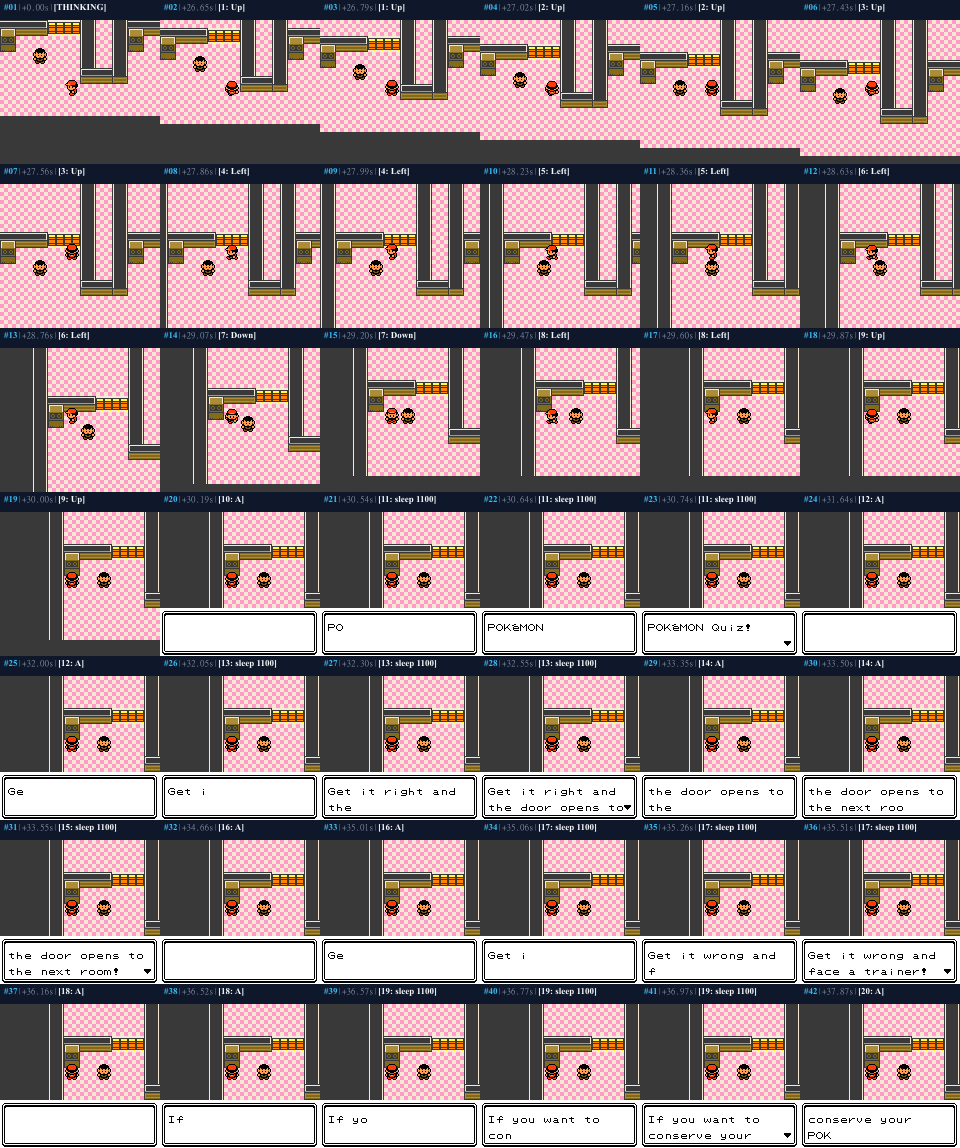 #01 | +0.00s | [THINKING]
#02 | +26.65s | [1: Up]
#03 | +26.79s | [1: Up]
#04 | +27.02s | [2: Up]
#05 | +27.16s | [2: Up]
#06 | +27.43s | [3: Up]
#07 | +27.56s | [3: Up]
#08 | +27.86s | [4: Left]
#09 | +27.99s | [4: Left]
#10 | +28.23s | [5: Left]
#11 | +28.36s | [5: Left]
#12 | +28.63s | [6: Left]
#13 | +28.76s | [6: Left]
#14 | +29.07s | [7: Down]
#15 | +29.20s | [7: Down]
#16 | +29.47s | [8: Left]
#17 | +29.60s | [8: Left]
#18 | +29.87s | [9: Up]
#19 | +30.00s | [9: Up]
#20 | +30.19s | [10: A]
#21 | +30.54s | [11: sleep 1100]
PO
#22 | +30.64s | [11: sleep 1100]
POKéMON
#23 | +30.74s | [11: sleep 1100]
POKéMON Quiz!
#24 | +31.64s | [12: A]
#25 | +32.00s | [12: A]
Ge
#26 | +32.05s | [13: sleep 1100]
Get i
#27 | +32.30s | [13: sleep 1100]
Get it right and
the
#28 | +32.55s | [13: sleep 1100]
Get it right and
the door opens to
#29 | +33.35s | [14: A]
the door opens to
the
#30 | +33.50s | [14: A]
the door opens to
the next roo
#31 | +33.55s | [15: sleep 1100]
the door opens to
the next room!
#32 | +34.66s | [16: A]
#33 | +35.01s | [16: A]
Ge
#34 | +35.06s | [17: sleep 1100]
Get i
#35 | +35.26s | [17: sleep 1100]
Get it wrong and
f
#36 | +35.51s | [17: sleep 1100]
Get it wrong and
face a trainer!
#37 | +36.16s | [18: A]
#38 | +36.52s | [18: A]
If
#39 | +36.57s | [19: sleep 1100]
If yo
#40 | +36.77s | [19: sleep 1100]
If you want to
con
#41 | +36.97s | [19: sleep 1100]
If you want to
conserve your
#42 | +37.87s | [20: A]
conserve your
POK